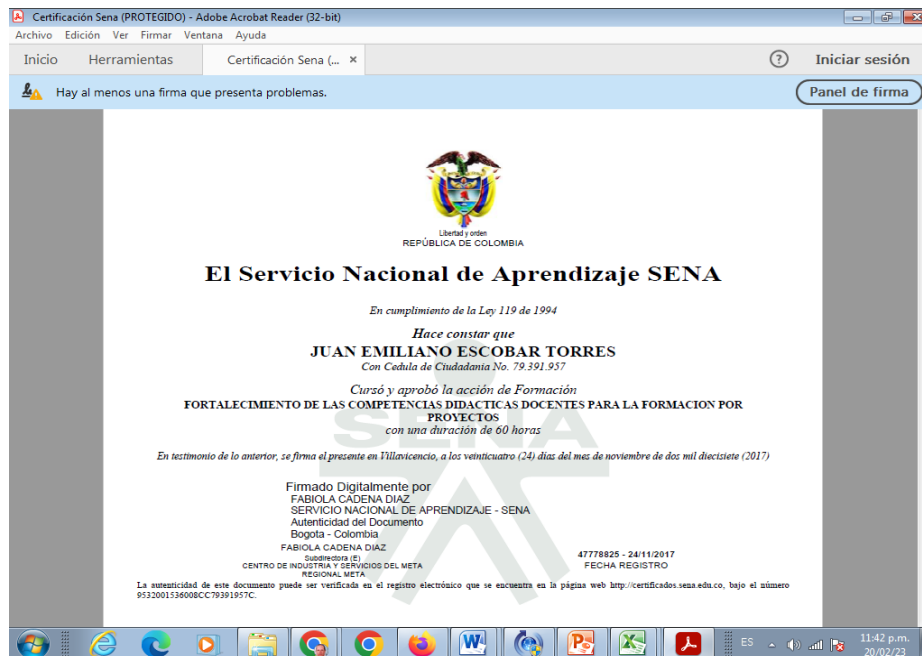 Certificación Sena (PROTEGIDO) - Adobe Acrobat Reader (32-bit)
Archivo Edición Ver Firmar Ventana Ayuda
Inicio Herramientas Certificación Sena (... × ? Iniciar sesión
Hay al menos una firma que presenta problemas. Panel de firma
Libertad y orden
REPÚBLICA DE COLOMBIA
El Servicio Nacional de Aprendizaje SENA
En cumplimiento de la Ley 119 de 1994
Hace constar que
JUAN EMILIANO ESCOBAR TORRES
Con Cedula de Ciudadania No. 79.391.957
Cursó y aprobó la acción de Formación
FORTALECIMIENTO DE LAS COMPETENCIAS DIDACTICAS DOCENTES PARA LA FORMACION POR
PROYECTOS
con una duración de 60 horas
SENA
En testimonio de lo anterior, se firma el presente en Villavicencio, a los veinticuatro (24) días del mes de noviembre de dos mil diecisiete (2017)
Firmado Digitalmente por
FABIOLA CADENA DIAZ
SERVICIO NACIONAL DE APRENDIZAJE - SENA
Autenticidad del Documento
Bogota - Colombia
FABIOLA CADENA DIAZ
Subdirectora (E)
CENTRO DE INDUSTRIA Y SERVICIOS DEL META
REGIONAL META
47778825 - 24/11/2017
FECHA REGISTRO
La autenticidad de este documento puede ser verificada en el registro electrónico que se encuentra en la página web http://certificados.sena.edu.co, bajo el número
9532001536008CC79391957C.
ES 11:42 p.m.
20/02/23